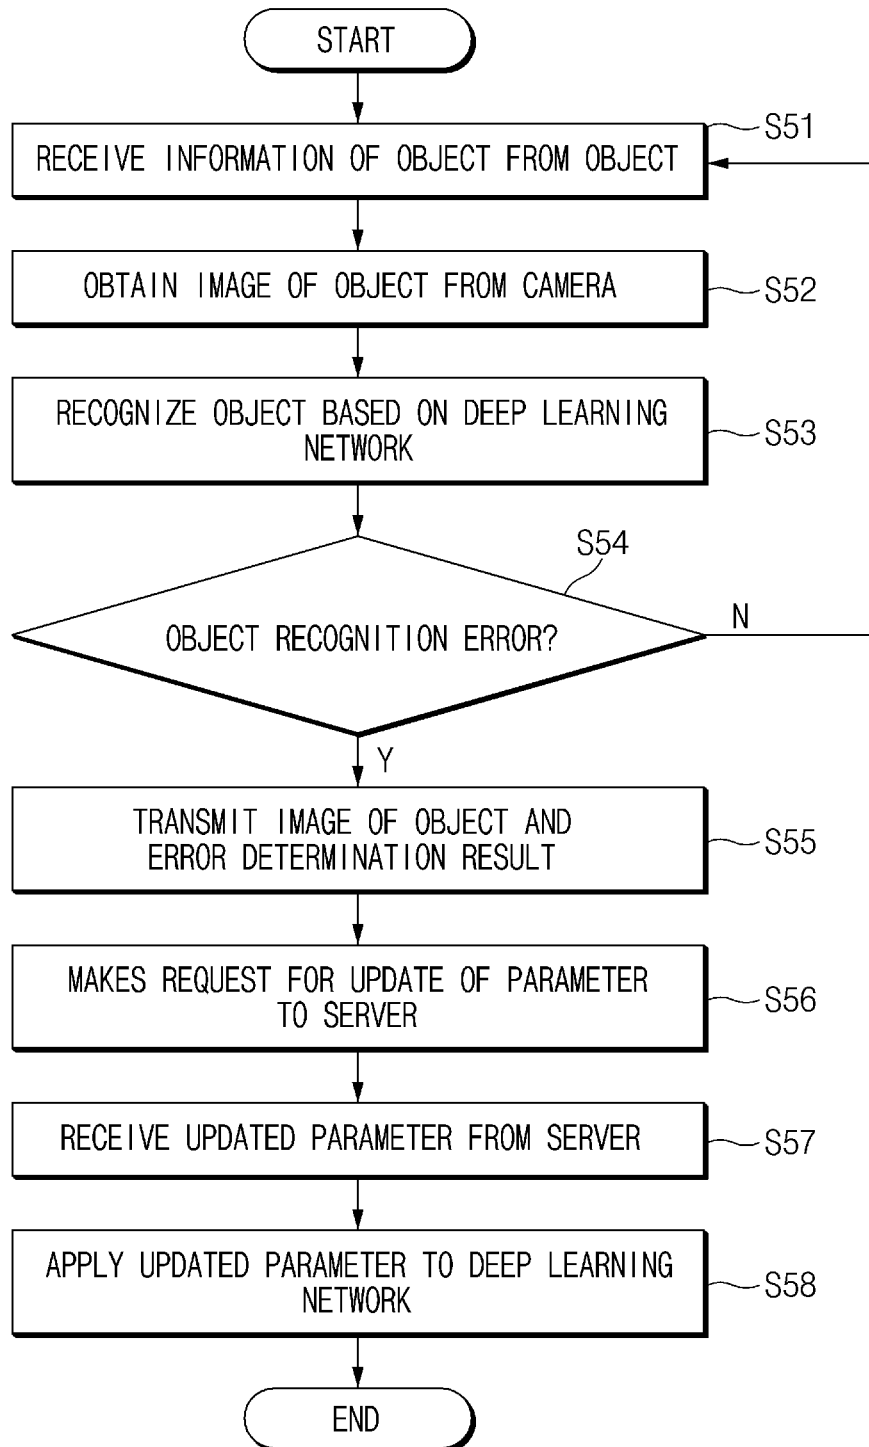 START
S51
RECEIVE INFORMATION OF OBJECT FROM OBJECT
OBTAIN IMAGE OF OBJECT FROM CAMERA
S52
RECOGNIZE OBJECT BASED ON DEEP LEARNING
NETWORK
S53
S54
OBJECT RECOGNITION ERROR?
N
Y
TRANSMIT IMAGE OF OBJECT AND
ERROR DETERMINATION RESULT
S55
MAKES REQUEST FOR UPDATE OF PARAMETER
TO SERVER
S56
RECEIVE UPDATED PARAMETER FROM SERVER
S57
APPLY UPDATED PARAMETER TO DEEP LEARNING
NETWORK
S58
END